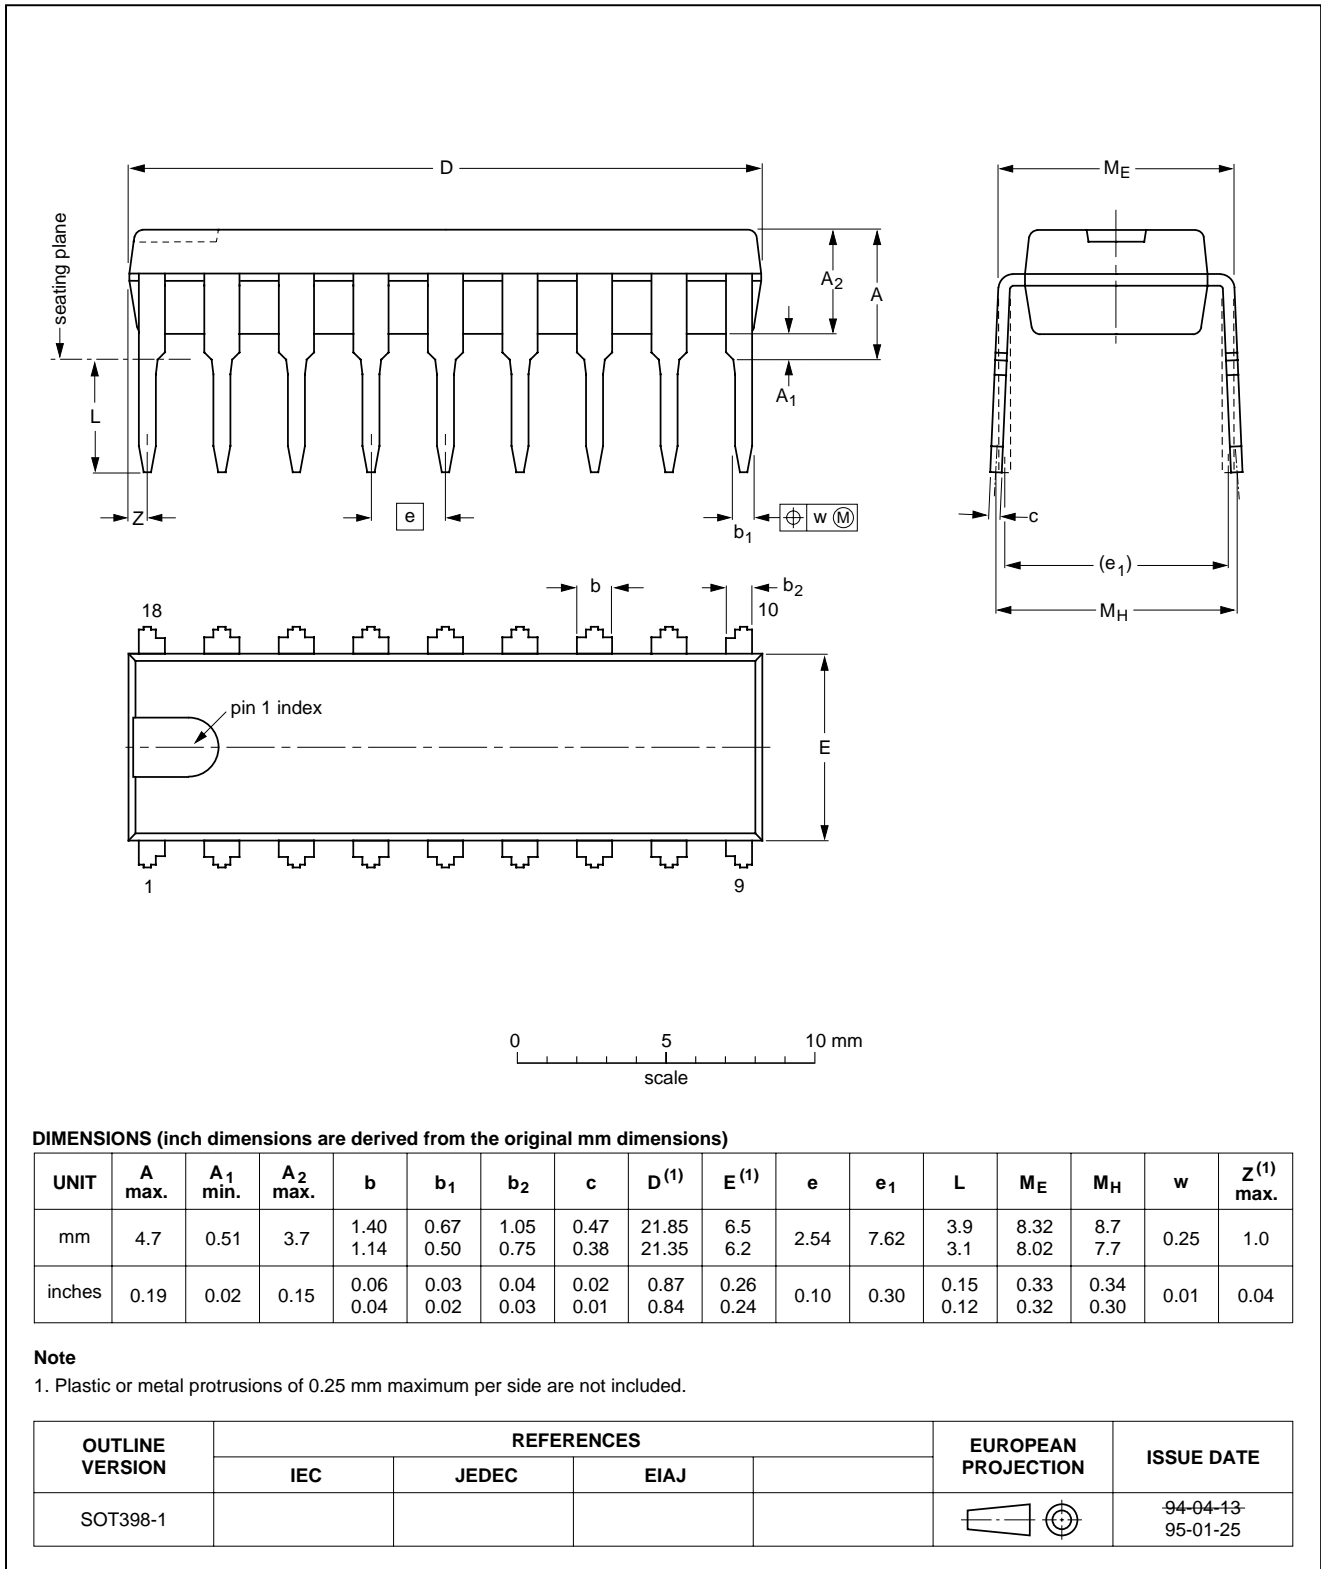 D
M_E
seating plane
A2
A
A1
L
Z
e
b1
w M
c
(e1)
M_H
b
b2
18
10
pin 1 index
E
1
9
0 5 10 mm
scale
DIMENSIONS (inch dimensions are derived from the original mm dimensions)
UNIT A max. A1 min. A2 max. b b1 b2 c D(1) E(1) e e1 L M_E M_H w Z(1) max.
mm 4.7 0.51 3.7 1.40 1.14 0.67 0.50 1.05 0.75 0.47 0.38 21.85 21.35 6.5 6.2 2.54 7.62 3.9 3.1 8.32 8.02 8.7 7.7 0.25 1.0
inches 0.19 0.02 0.15 0.06 0.04 0.03 0.02 0.04 0.03 0.02 0.01 0.87 0.84 0.26 0.24 0.10 0.30 0.15 0.12 0.33 0.32 0.34 0.30 0.01 0.04
Note
1. Plastic or metal protrusions of 0.25 mm maximum per side are not included.
OUTLINE VERSION REFERENCES EUROPEAN PROJECTION ISSUE DATE
IEC JEDEC EIAJ
SOT398-1 94-04-13
95-01-25